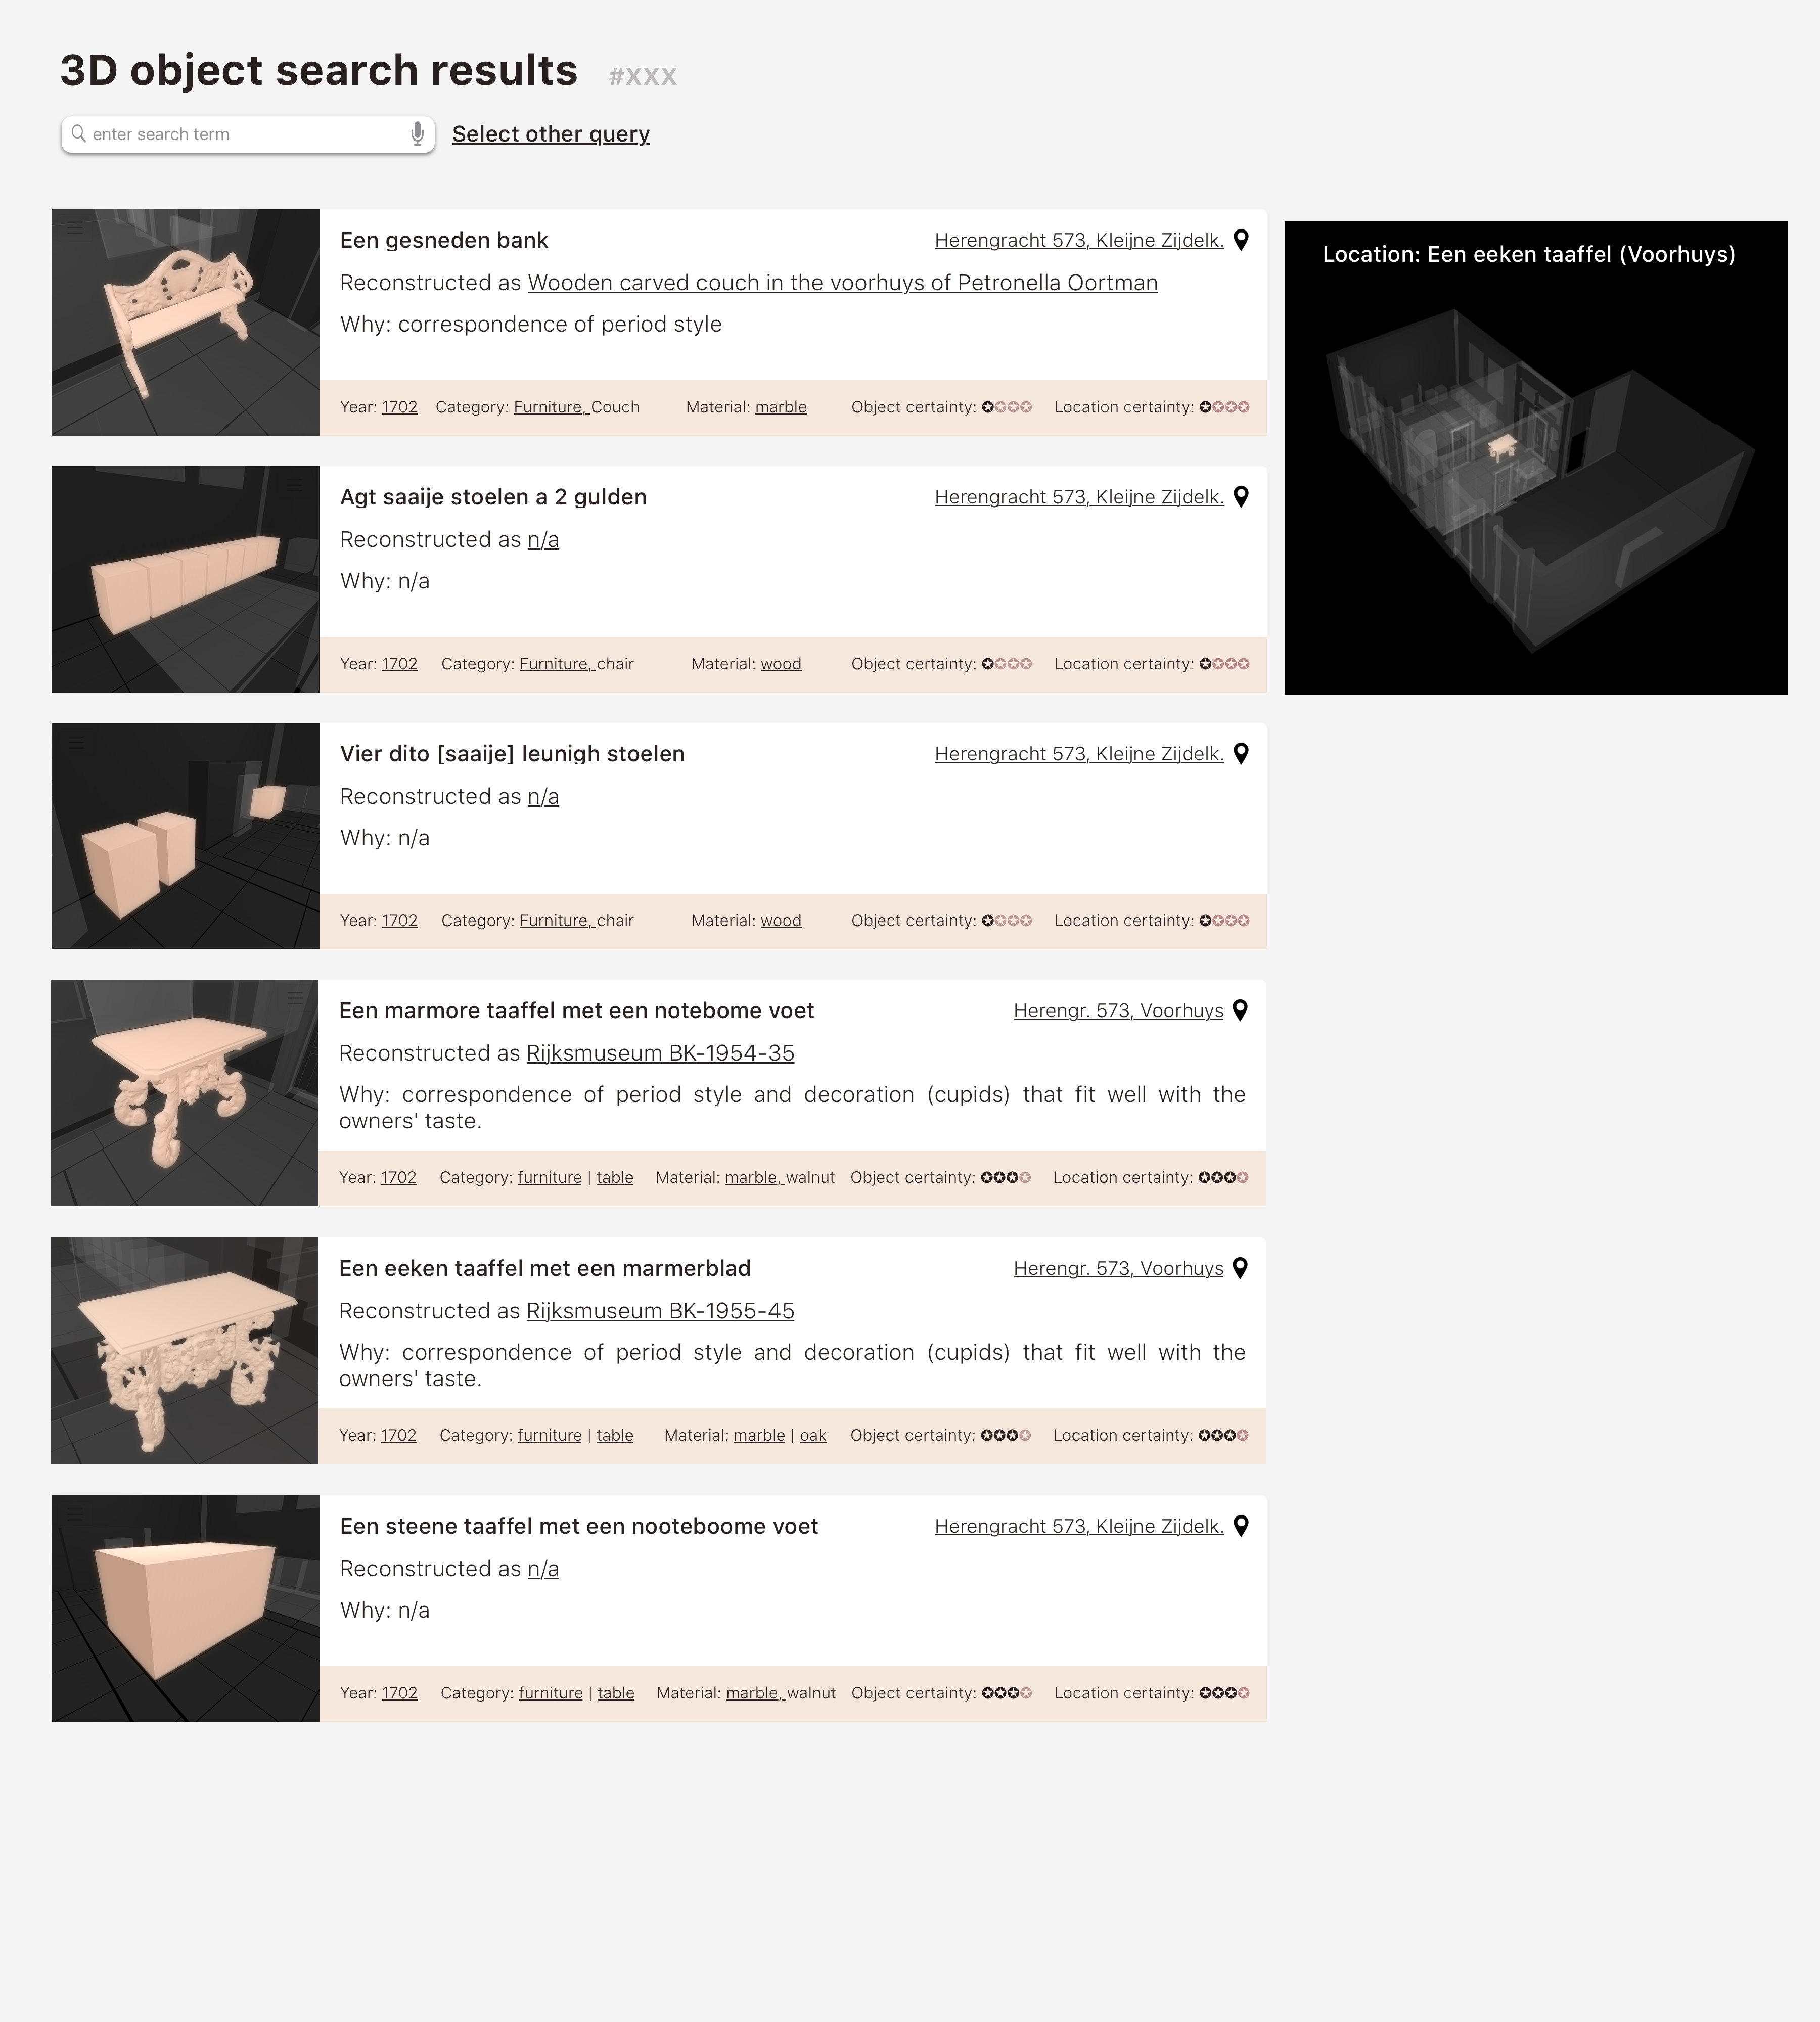 3D object search results #XXX
enter search term Select other query
Een gesneden bank Herengracht 573, Kleijne Zijdelk.
Reconstructed as Wooden carved couch in the voorhuys of Petronella Oortman
Why: correspondence of period style
Year: 1702 Category: Furniture, Couch Material: marble Object certainty: Location certainty:
Location: Een eeken taaffel (Voorhuys)
Agt saaije stoelen a 2 gulden Herengracht 573, Kleijne Zijdelk.
Reconstructed as n/a
Why: n/a
Year: 1702 Category: Furniture, chair Material: wood Object certainty: Location certainty:
Vier dito [saaije] leunigh stoelen Herengracht 573, Kleijne Zijdelk.
Reconstructed as n/a
Why: n/a
Year: 1702 Category: Furniture, chair Material: wood Object certainty: Location certainty:
Een marmore taaffel met een notebome voet Herengr. 573, Voorhuys
Reconstructed as Rijksmuseum BK-1954-35
Why: correspondence of period style and decoration (cupids) that fit well with the
owners' taste.
Year: 1702 Category: furniture | table Material: marble, walnut Object certainty: Location certainty:
Een eeken taaffel met een marmerblad Herengr. 573, Voorhuys
Reconstructed as Rijksmuseum BK-1955-45
Why: correspondence of period style and decoration (cupids) that fit well with the
owners' taste.
Year: 1702 Category: furniture | table Material: marble | oak Object certainty: Location certainty:
Een steene taaffel met een nooteboome voet Herengracht 573, Kleijne Zijdelk.
Reconstructed as n/a
Why: n/a
Year: 1702 Category: furniture | table Material: marble, walnut Object certainty: Location certainty: